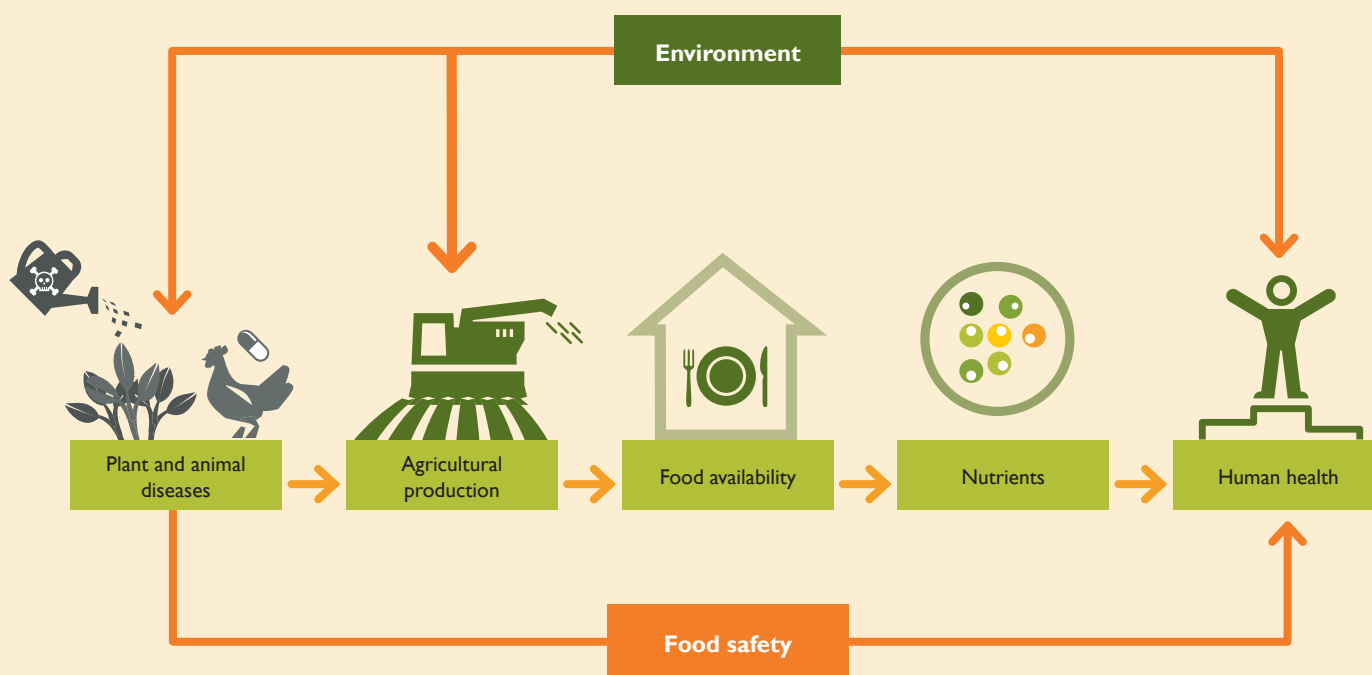 Environment
Plant and animal
diseases
Agricultural
production
Food availability
Nutrients
Human health
Food safety